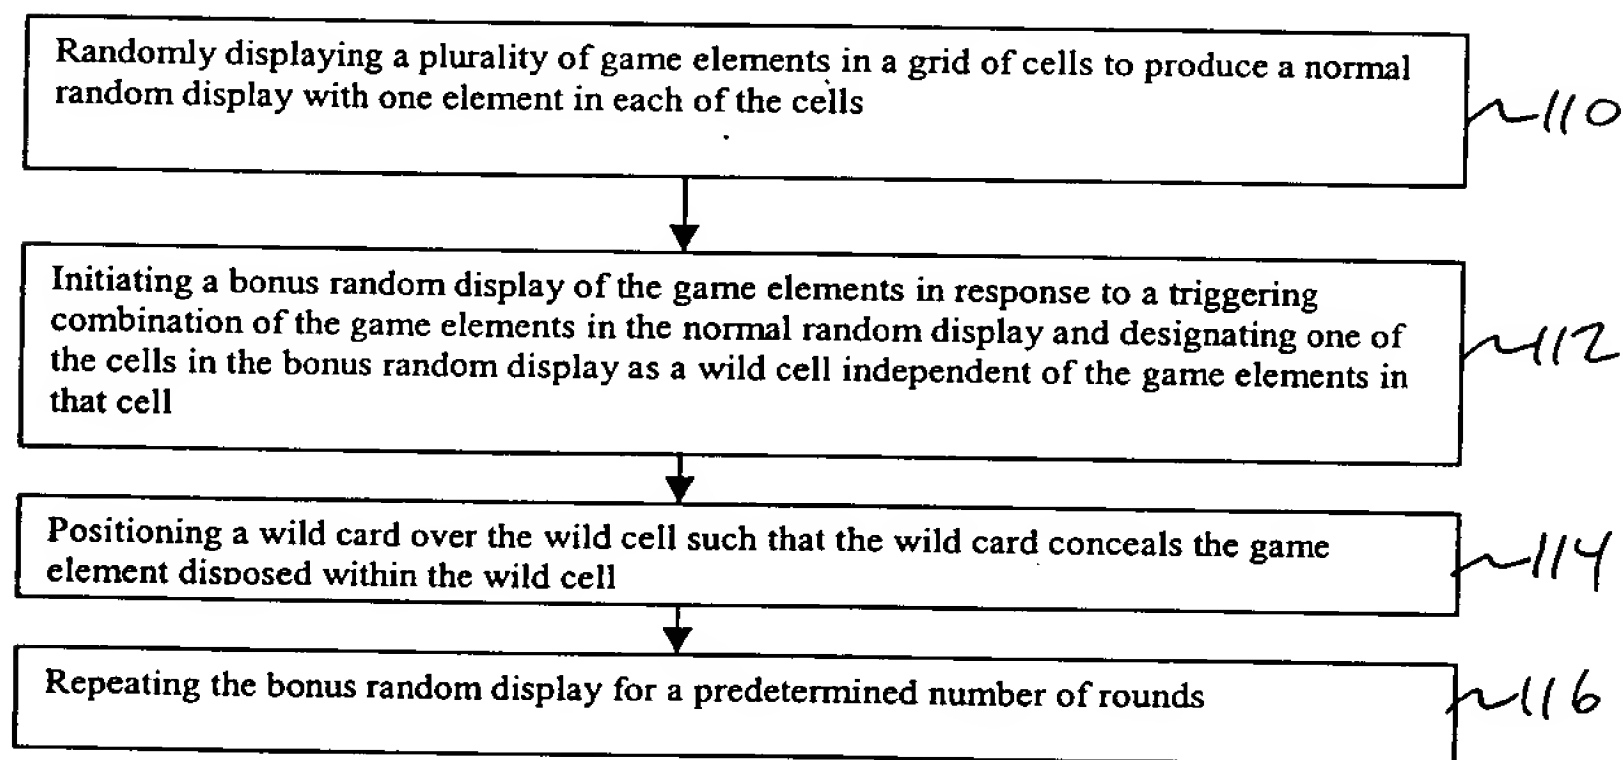 Randomly displaying a plurality of game elements in a grid of cells to produce a normal
random display with one element in each of the cells
110
Initiating a bonus random display of the game elements in response to a triggering
combination of the game elements in the normal random display and designating one of
the cells in the bonus random display as a wild cell independent of the game elements in
that cell
112
Positioning a wild card over the wild cell such that the wild card conceals the game
element disposed within the wild cell
114
Repeating the bonus random display for a predetermined number of rounds
116